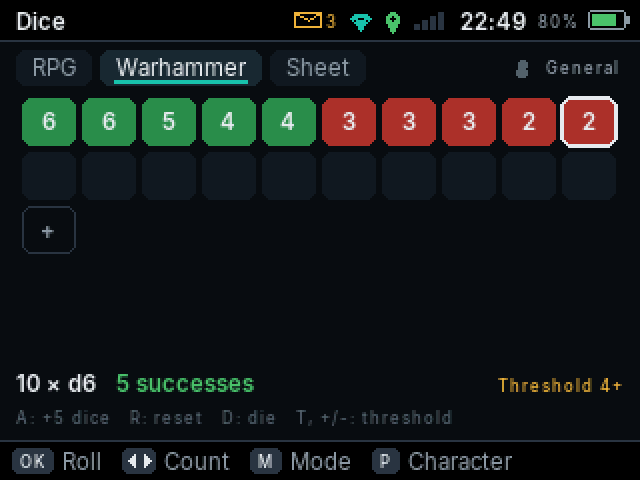 Dice 3 22:49 80%
RPG Warhammer Sheet General
6 6 5 4 4 3 3 3 2 2
+
10 × d6 5 successes Threshold 4+
A: +5 dice R: reset D: die T, +/-: threshold
OK Roll Count M Mode P Character